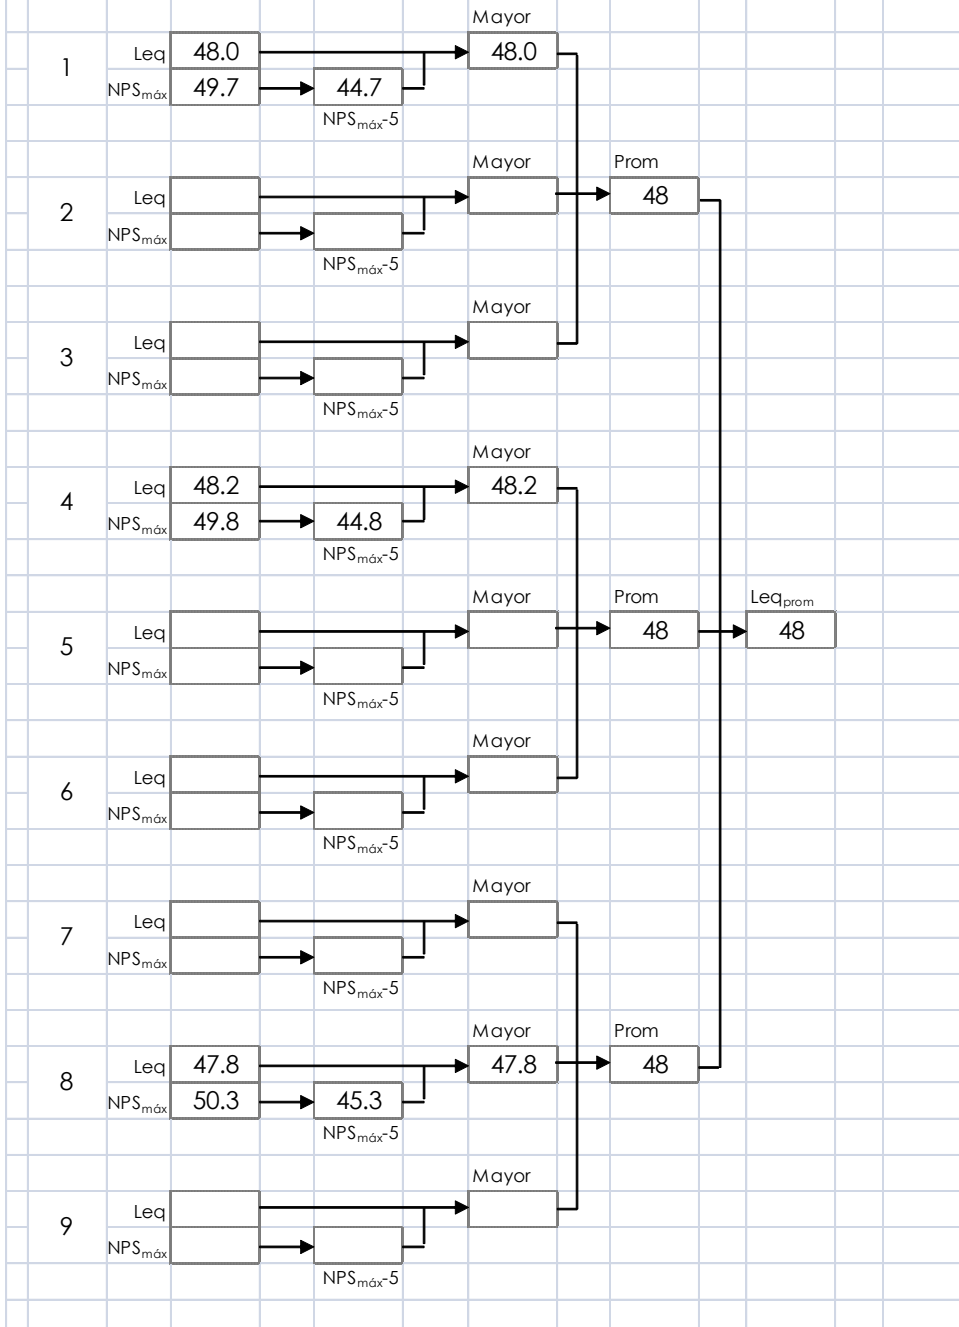 Mayor
1 Leq 48.0 48.0
NPSmáx 49.7 44.7
NPSmáx-5
Mayor Prom
2 Leq 48
NPSmáx
NPSmáx-5
Mayor
3 Leq
NPSmáx
NPSmáx-5
Mayor
4 Leq 48.2 48.2
NPSmáx 49.8 44.8
NPSmáx-5
Mayor Prom Leqprom
5 Leq 48 48
NPSmáx
NPSmáx-5
Mayor
6 Leq
NPSmáx
NPSmáx-5
Mayor
7 Leq
NPSmáx
NPSmáx-5
Mayor Prom
8 Leq 47.8 47.8 48
NPSmáx 50.3 45.3
NPSmáx-5
Mayor
9 Leq
NPSmáx
NPSmáx-5